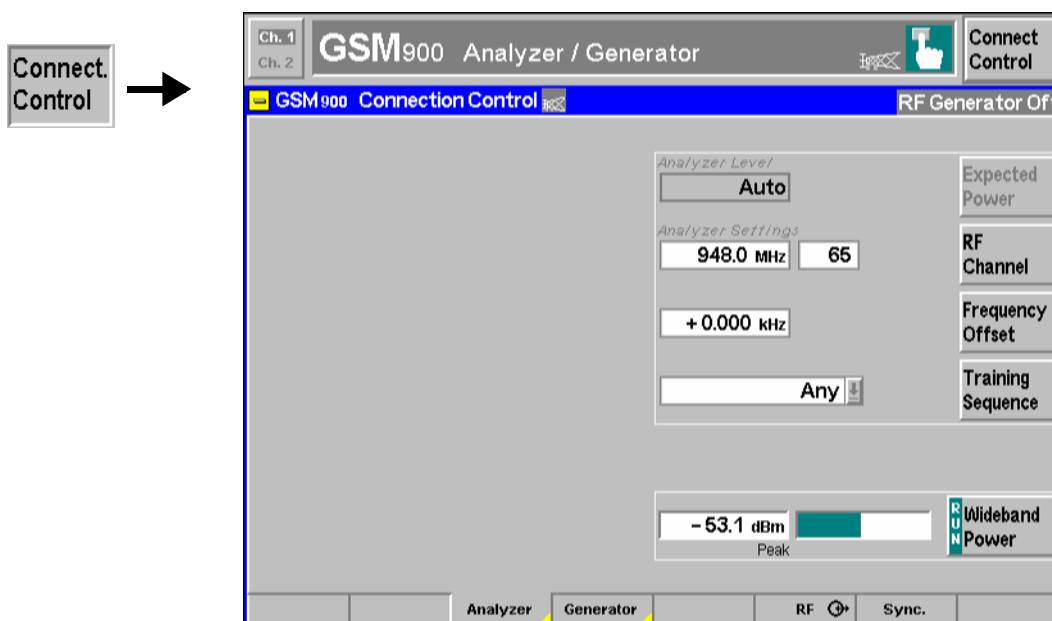 Connect.
Control
Ch. 1
Ch. 2
GSM900 Analyzer / Generator
Connect
Control
GSM900 Connection Control
RF Generator Off
Analyzer Level
Auto
Expected
Power
Analyzer Settings
948.0 MHz 65
RF
Channel
+0.000 kHz
Frequency
Offset
Any
Training
Sequence
-53.1 dBm
Peak
RUN
Wideband
Power
Analyzer Generator RF Sync.